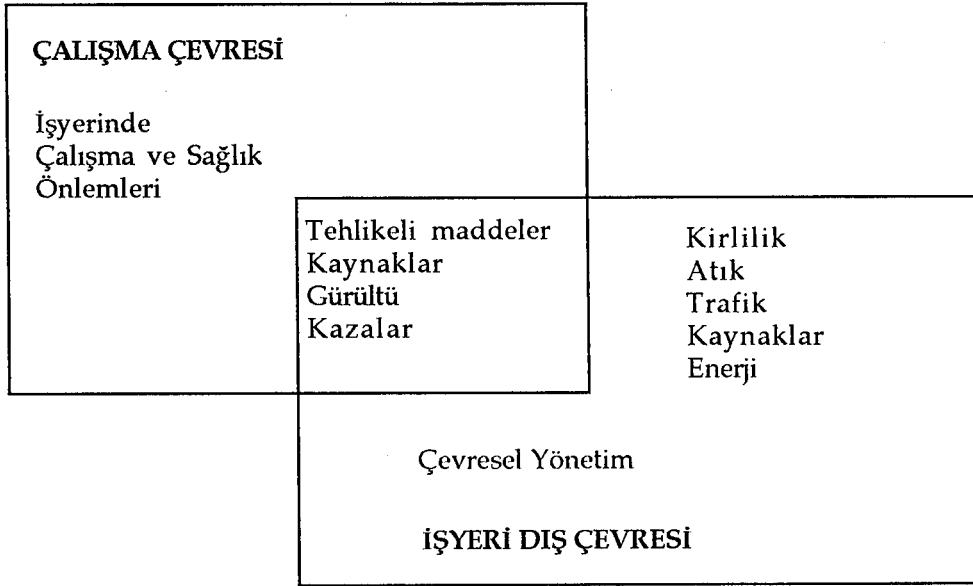 ÇALIŞMA ÇEVRESİ
İşyerinde
Çalışma ve Sağlık
Önlemleri
Tehlikeli maddeler
Kaynaklar
Gürültü
Kazalar
Kirlilik
Atık
Trafik
Kaynaklar
Enerji
Çevresel Yönetim
İŞYERİ DIŞ ÇEVRESİ